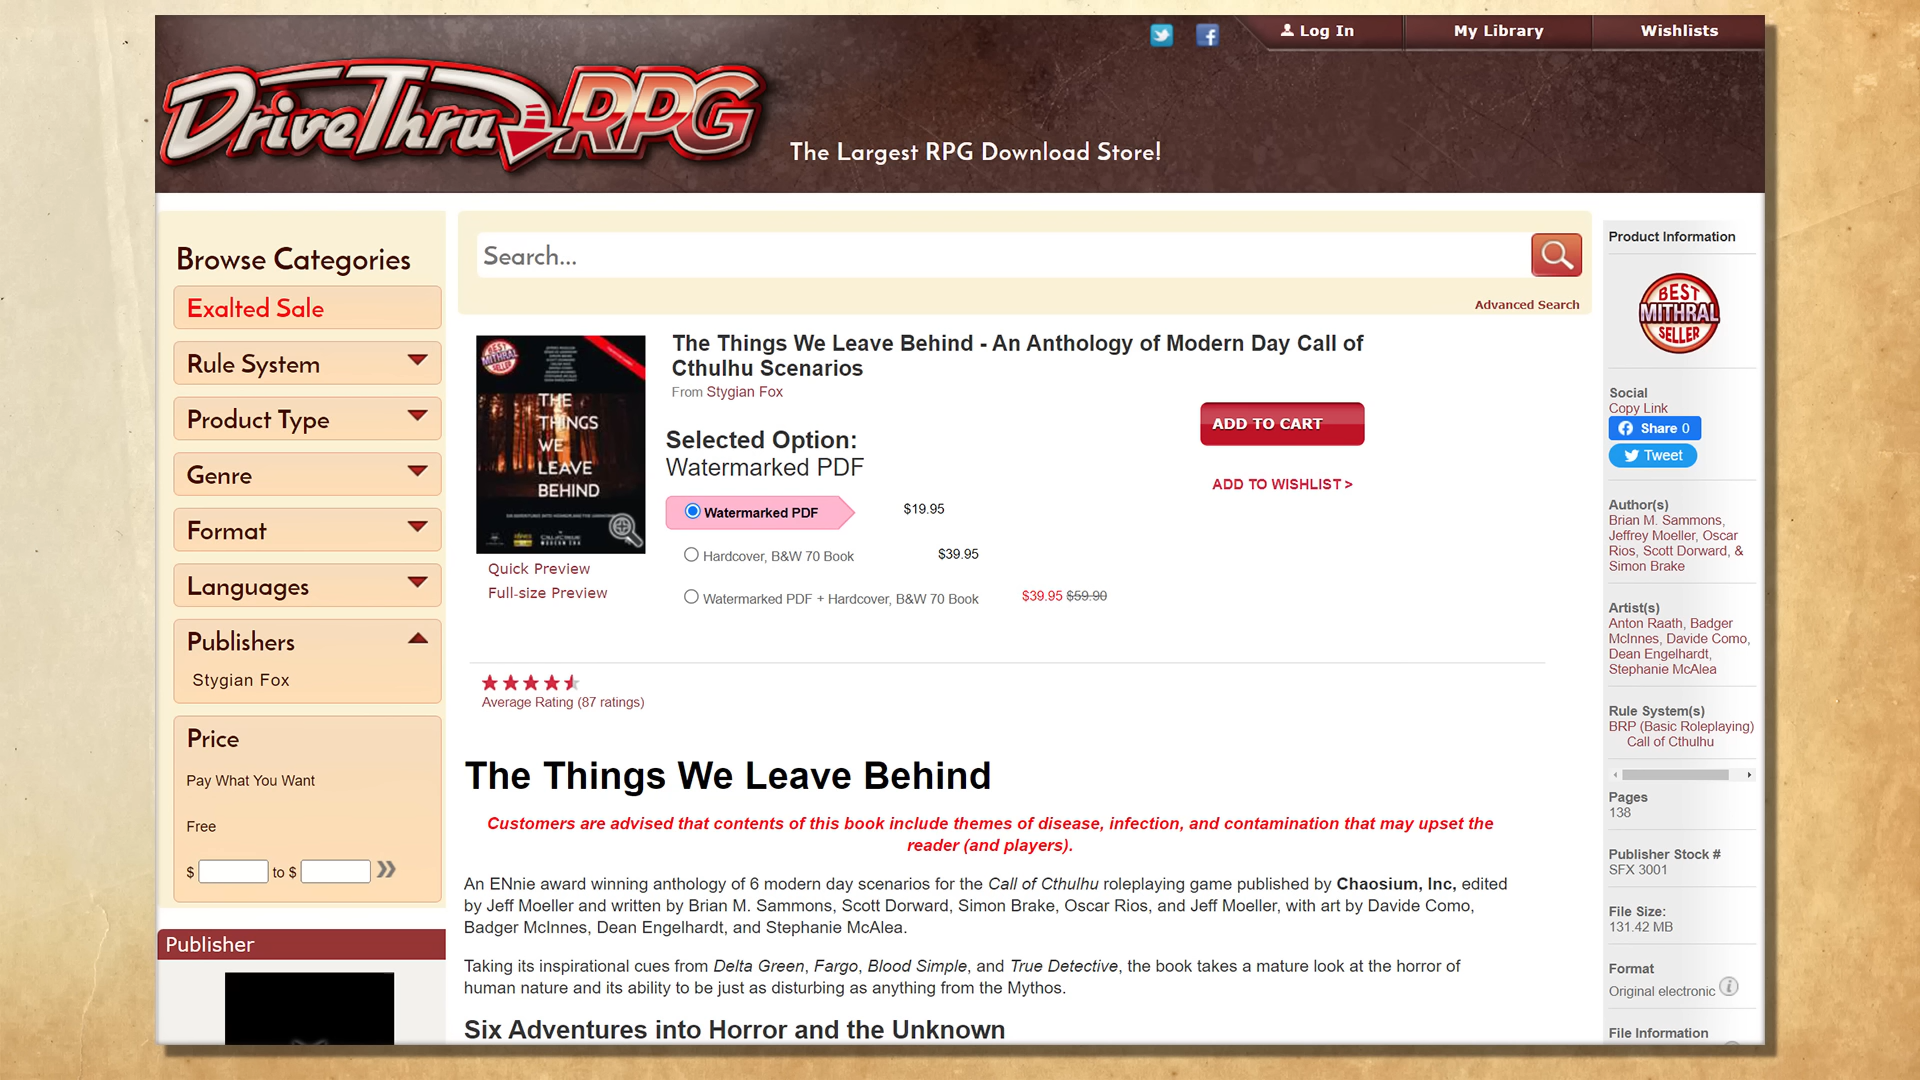 Log In
My Library
Wishlists
DriveThruRPG
The Largest RPG Download Store!
Browse Categories
Exalted Sale
Rule System
Product Type
Genre
Format
Languages
Publishers
Stygian Fox
Price
Pay What You Want
Free
$ to $
Publisher
Search...
Advanced Search
BEST
MITHRAL
SELLER
THE
THINGS
WE
LEAVE
BEHIND
Quick Preview
Full-size Preview
The Things We Leave Behind - An Anthology of Modern Day Call of
Cthulhu Scenarios
From Stygian Fox
Selected Option:
Watermarked PDF
Watermarked PDF $19.95
Hardcover, B&W 70 Book $39.95
Watermarked PDF + Hardcover, B&W 70 Book $39.95 $59.90
ADD TO CART
ADD TO WISHLIST >
Average Rating (87 ratings)
The Things We Leave Behind
Customers are advised that contents of this book include themes of disease, infection, and contamination that may upset the
reader (and players).
An ENnie award winning anthology of 6 modern day scenarios for the Call of Cthulhu roleplaying game published by Chaosium, Inc, edited
by Jeff Moeller and written by Brian M. Sammons, Scott Dorward, Simon Brake, Oscar Rios, and Jeff Moeller, with art by Davide Como,
Badger McInnes, Dean Engelhardt, and Stephanie McAlea.
Taking its inspirational cues from Delta Green, Fargo, Blood Simple, and True Detective, the book takes a mature look at the horror of
human nature and its ability to be just as disturbing as anything from the Mythos.
Six Adventures into Horror and the Unknown
Product Information
BEST
MITHRAL
SELLER
Social
Copy Link
Share 0
Tweet
Author(s)
Brian M. Sammons,
Jeffrey Moeller, Oscar
Rios, Scott Dorward, &
Simon Brake
Artist(s)
Anton Raath, Badger
McInnes, Davide Como,
Dean Engelhardt,
Stephanie McAlea
Rule System(s)
BRP (Basic Roleplaying)
Call of Cthulhu
Pages
138
Publisher Stock #
SFX 3001
File Size:
131.42 MB
Format
Original electronic
File Information